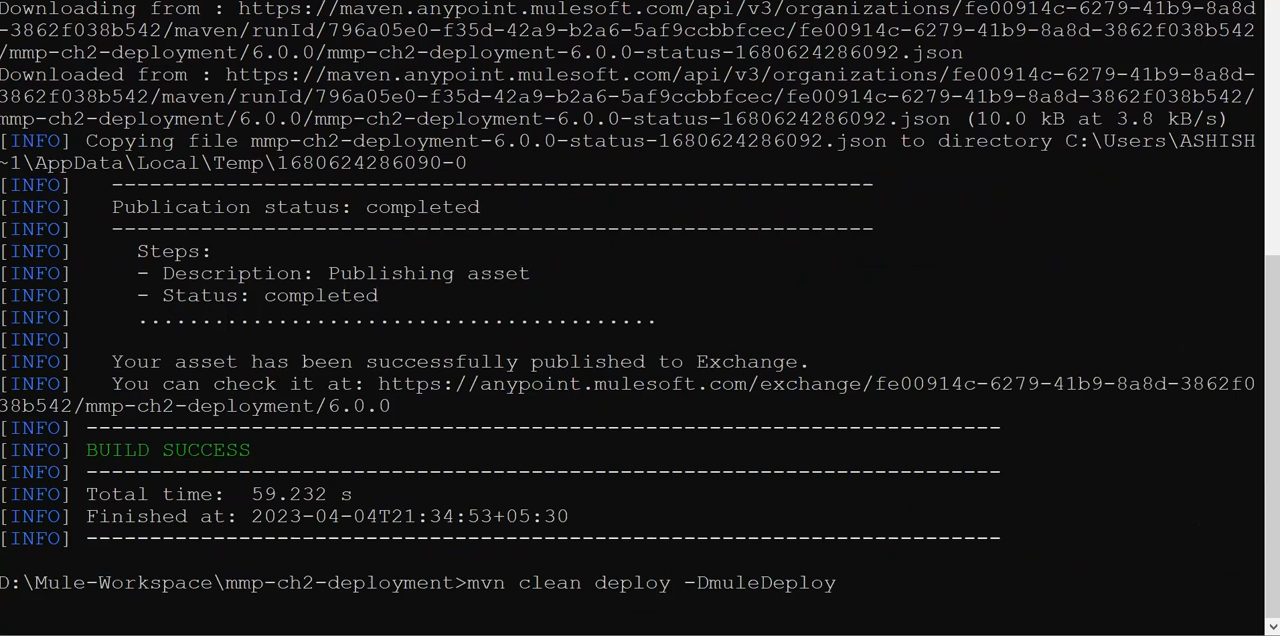 Downloading from : https://maven.anypoint.mulesoft.com/api/v3/organizations/fe00914c-6279-41b9-8a8d
-3862f038b542/maven/runId/796a05e0-f35d-42a9-b2a6-5af9ccbbfcec/fe00914c-6279-41b9-8a8d-3862f038b542
/mmp-ch2-deployment/6.0.0/mmp-ch2-deployment-6.0.0-status-1680624286092.json
Downloaded from : https://maven.anypoint.mulesoft.com/api/v3/organizations/fe00914c-6279-41b9-8a8d-
3862f038b542/maven/runId/796a05e0-f35d-42a9-b2a6-5af9ccbbfcec/fe00914c-6279-41b9-8a8d-3862f038b542/
mmp-ch2-deployment/6.0.0/mmp-ch2-deployment-6.0.0-status-1680624286092.json (10.0 kB at 3.8 kB/s)
[INFO] Copying file mmp-ch2-deployment-6.0.0-status-1680624286092.json to directory C:\Users\ASHISH
~1\AppData\Local\Temp\1680624286090-0
[INFO]   ------------------------------------------------------------
[INFO]   Publication status: completed
[INFO]   ------------------------------------------------------------
[INFO]     Steps:
[INFO]     - Description: Publishing asset
[INFO]     - Status: completed
[INFO]     .........................................
[INFO]
[INFO]   Your asset has been successfully published to Exchange.
[INFO]   You can check it at: https://anypoint.mulesoft.com/exchange/fe00914c-6279-41b9-8a8d-3862f0
38b542/mmp-ch2-deployment/6.0.0
[INFO] ------------------------------------------------------------------------
[INFO] BUILD SUCCESS
[INFO] ------------------------------------------------------------------------
[INFO] Total time:  59.232 s
[INFO] Finished at: 2023-04-04T21:34:53+05:30
[INFO] ------------------------------------------------------------------------
D:\Mule-Workspace\mmp-ch2-deployment>mvn clean deploy -DmuleDeploy